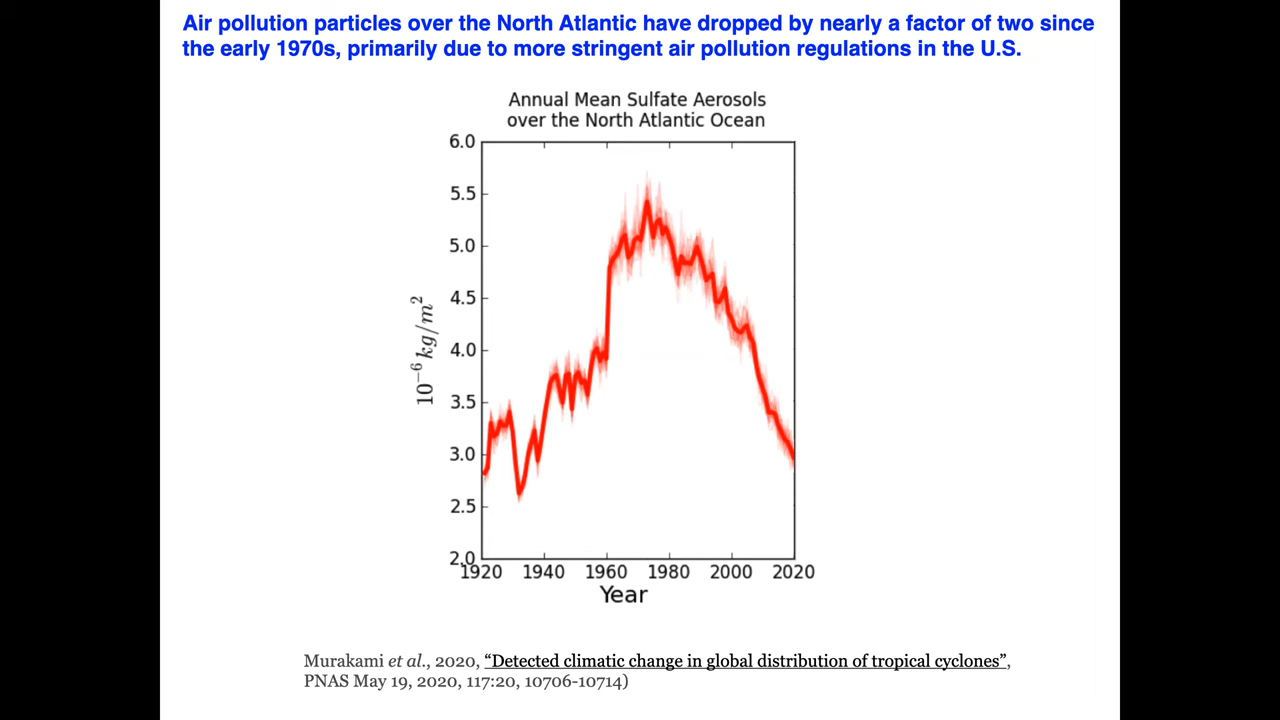 Air pollution particles over the North Atlantic have dropped by nearly a factor of two since
the early 1970s, primarily due to more stringent air pollution regulations in the U.S.
Annual Mean Sulfate Aerosols
over the North Atlantic Ocean
6.0
5.5
5.0
4.5
4.0
3.5
3.0
2.5
2.0
10⁻⁶ kg/m²
1920 1940 1960 1980 2000 2020
Year
Murakami et al., 2020, “Detected climatic change in global distribution of tropical cyclones”,
PNAS May 19, 2020, 117:20, 10706-10714)